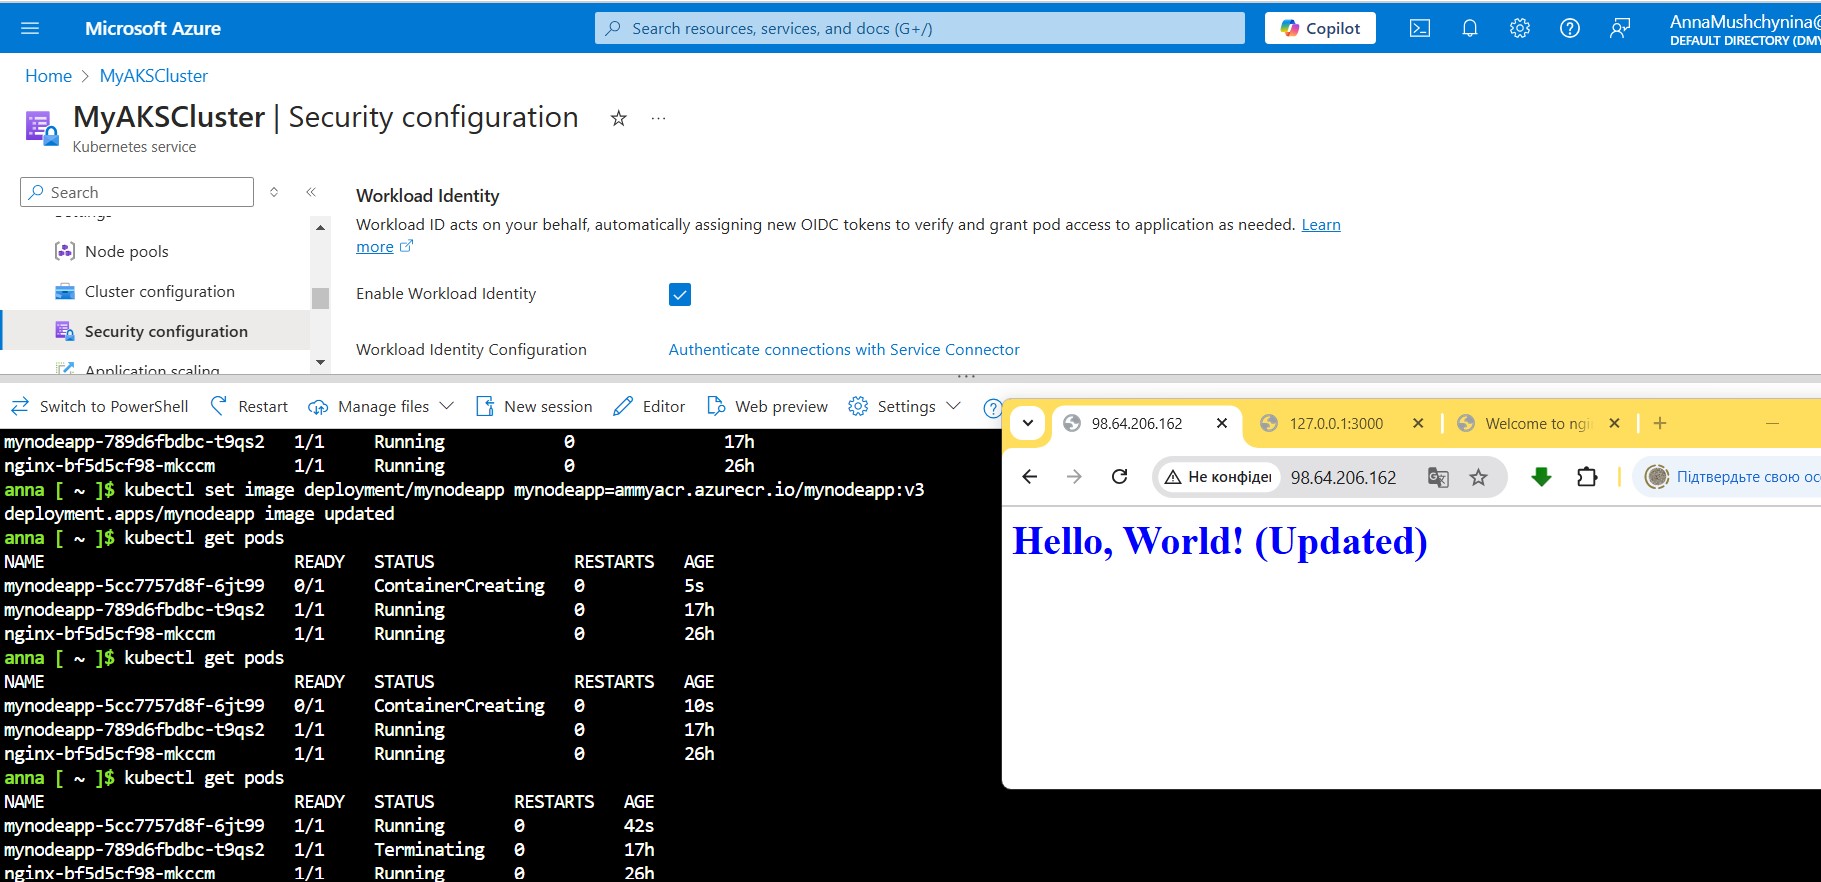 Microsoft Azure
Search resources, services, and docs (G+/)
Copilot
AnnaMushchynina@
DEFAULT DIRECTORY (DMY
Home > MyAKSCluster
MyAKSCluster | Security configuration
Kubernetes service
Search
Settings
Node pools
Cluster configuration
Security configuration
Application scaling
Workload Identity
Workload ID acts on your behalf, automatically assigning new OIDC tokens to verify and grant pod access to application as needed. Learn
more
Enable Workload Identity
Workload Identity Configuration Authenticate connections with Service Connector
Switch to PowerShell Restart Manage files New session Editor Web preview Settings
mynodeapp-789d6fbdbc-t9qs2 1/1 Running 0 17h
nginx-bf5d5cf98-mkccm 1/1 Running 0 26h
anna [ ~ ]$ kubectl set image deployment/mynodeapp mynodeapp=ammyacr.azurecr.io/mynodeapp:v3
deployment.apps/mynodeapp image updated
anna [ ~ ]$ kubectl get pods
NAME READY STATUS RESTARTS AGE
mynodeapp-5cc7757d8f-6jt99 0/1 ContainerCreating 0 5s
mynodeapp-789d6fbdbc-t9qs2 1/1 Running 0 17h
nginx-bf5d5cf98-mkccm 1/1 Running 0 26h
anna [ ~ ]$ kubectl get pods
NAME READY STATUS RESTARTS AGE
mynodeapp-5cc7757d8f-6jt99 0/1 ContainerCreating 0 10s
mynodeapp-789d6fbdbc-t9qs2 1/1 Running 0 17h
nginx-bf5d5cf98-mkccm 1/1 Running 0 26h
anna [ ~ ]$ kubectl get pods
NAME READY STATUS RESTARTS AGE
mynodeapp-5cc7757d8f-6jt99 1/1 Running 0 42s
mynodeapp-789d6fbdbc-t9qs2 1/1 Terminating 0 17h
nginx-bf5d5cf98-mkccm 1/1 Running 0 26h
98.64.206.162 127.0.0.1:3000 Welcome to ngi
Не конфіден 98.64.206.162 Підтвердьте свою осо
Hello, World! (Updated)